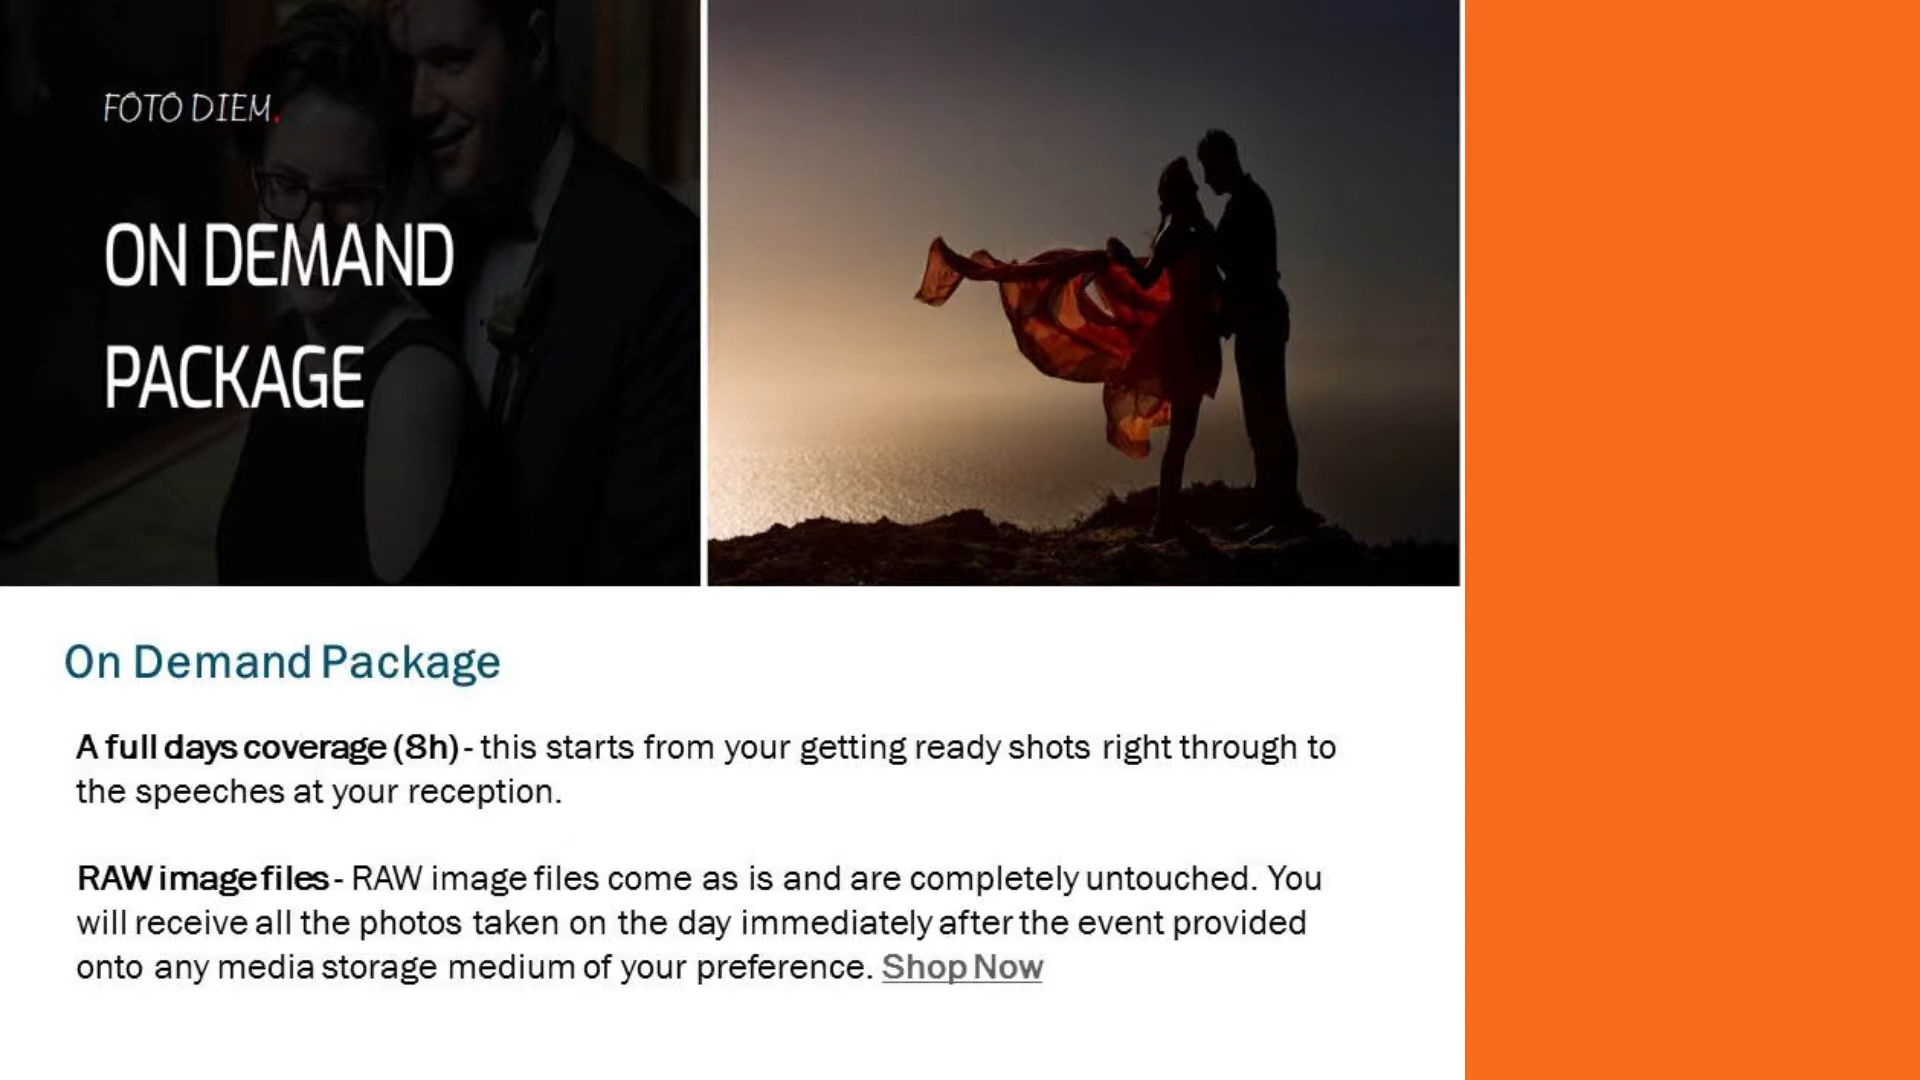 FOTO DIEM.
ON DEMAND
PACKAGE
On Demand Package
A full days coverage (8h) - this starts from your getting ready shots right through to
the speeches at your reception.
RAW image files - RAW image files come as is and are completely untouched. You
will receive all the photos taken on the day immediately after the event provided
onto any media storage medium of your preference. Shop Now